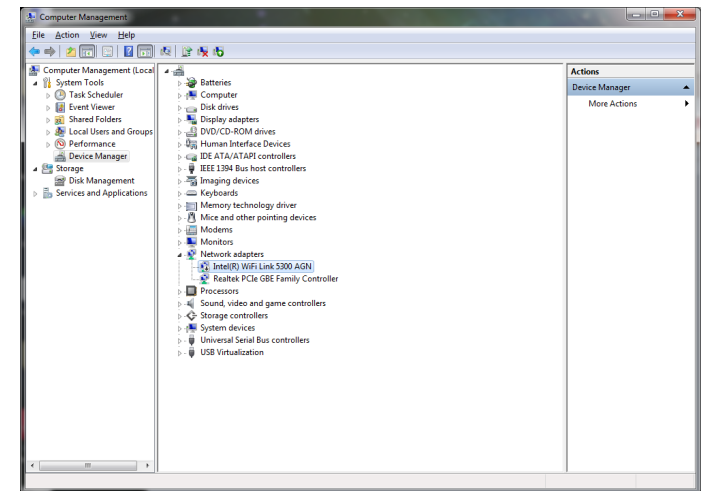 Computer Management
File Action View Help
Computer Management (Local
System Tools
Task Scheduler
Event Viewer
Shared Folders
Local Users and Groups
Performance
Device Manager
Storage
Disk Management
Services and Applications
Batteries
Computer
Disk drives
Display adapters
DVD/CD-ROM drives
Human Interface Devices
IDE ATA/ATAPI controllers
IEEE 1394 Bus host controllers
Imaging devices
Keyboards
Memory technology driver
Mice and other pointing devices
Modems
Monitors
Network adapters
Intel(R) WiFi Link 5300 AGN
Realtek PCIe GBE Family Controller
Processors
Sound, video and game controllers
Storage controllers
System devices
Universal Serial Bus controllers
USB Virtualization
Actions
Device Manager
More Actions